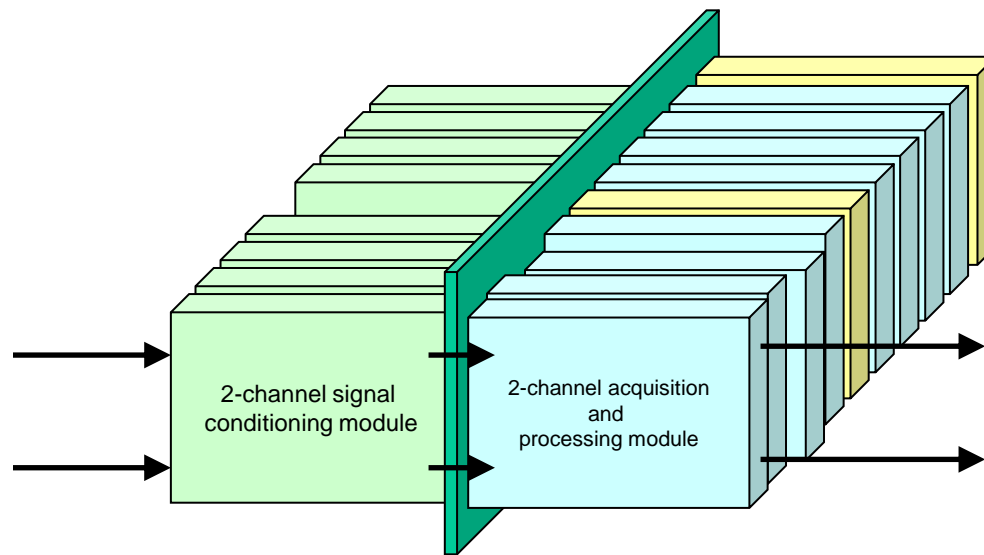 2-channel signal
conditioning module
2-channel acquisition
and
processing module